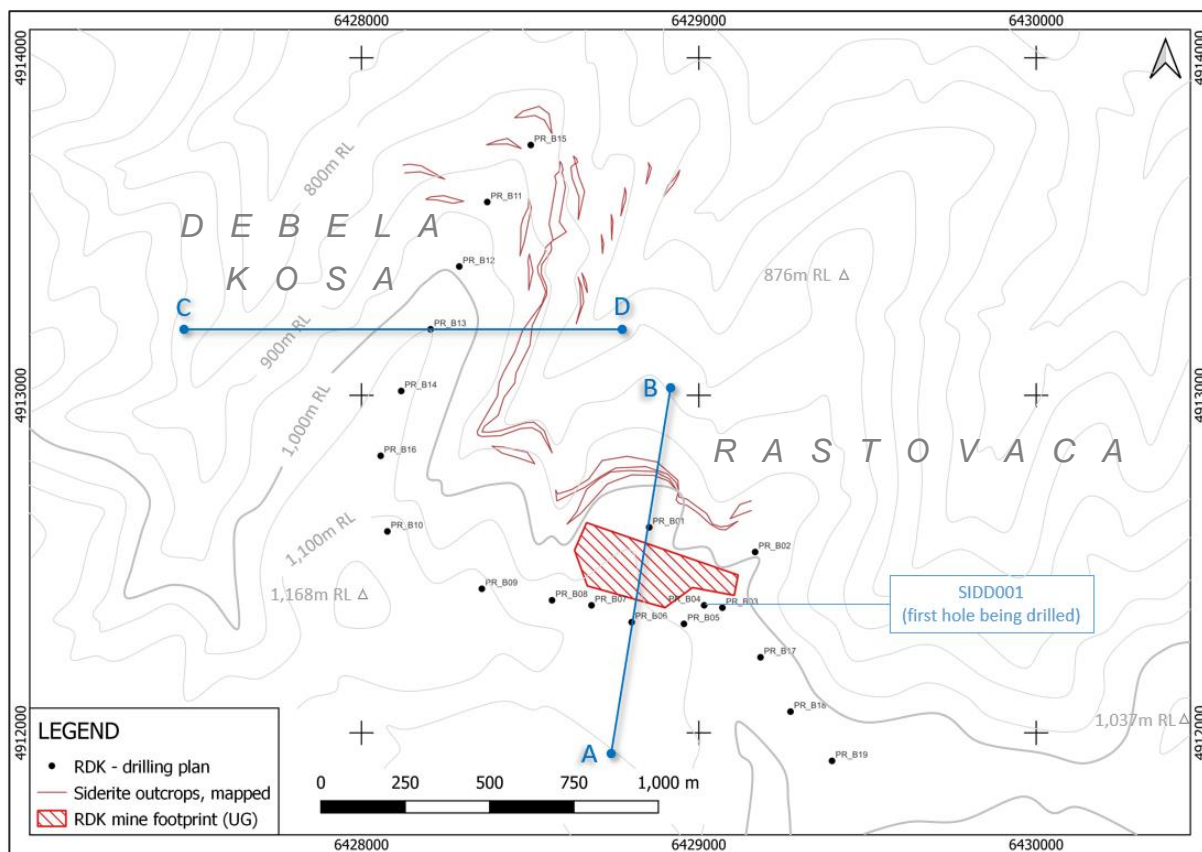 6428000
6429000
6430000
4914000
4914000
PR_B15
800m RL
PR_B11
D E B E L A
K O S A
PR_B12
876m RL
C
D
PR_B13
900m RL
B
4913000
4913000
PR_B14
1,000m RL
R A S T O V A C A
PR_B16
PR_B01
PR_B10
1,100m RL
PR_B02
PR_B09
1,168m RL
PR_B08
PR_B07
PR_B04
PR_B03
SIDD001
(first hole being drilled)
PR_B06
PR_B05
PR_B17
PR_B18
1,037m RL
4912000
4912000
A
PR_B19
LEGEND
RDK - drilling plan
Siderite outcrops, mapped
RDK mine footprint (UG)
0
250
500
750
1,000 m
6428000
6429000
6430000